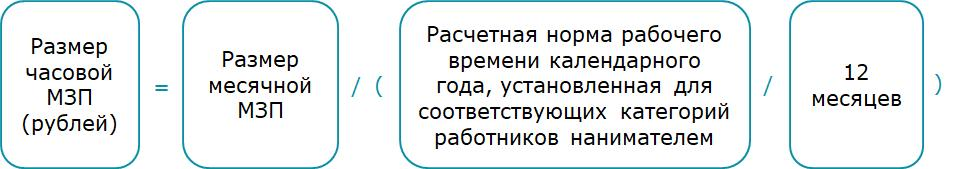 Размер
часовой
МЗП
(рублей)
=
Размер
месячной
МЗП
/ (
Расчетная норма рабочего
времени календарного
года, установленная для
соответствующих категорий
работников нанимателем
/
12
месяцев
)